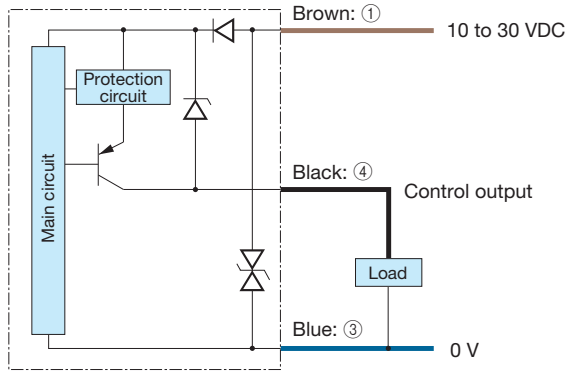 Brown: ①
10 to 30 VDC
Protection
circuit
Main circuit
Black: ④
Control output
Load
Blue: ③
0 V